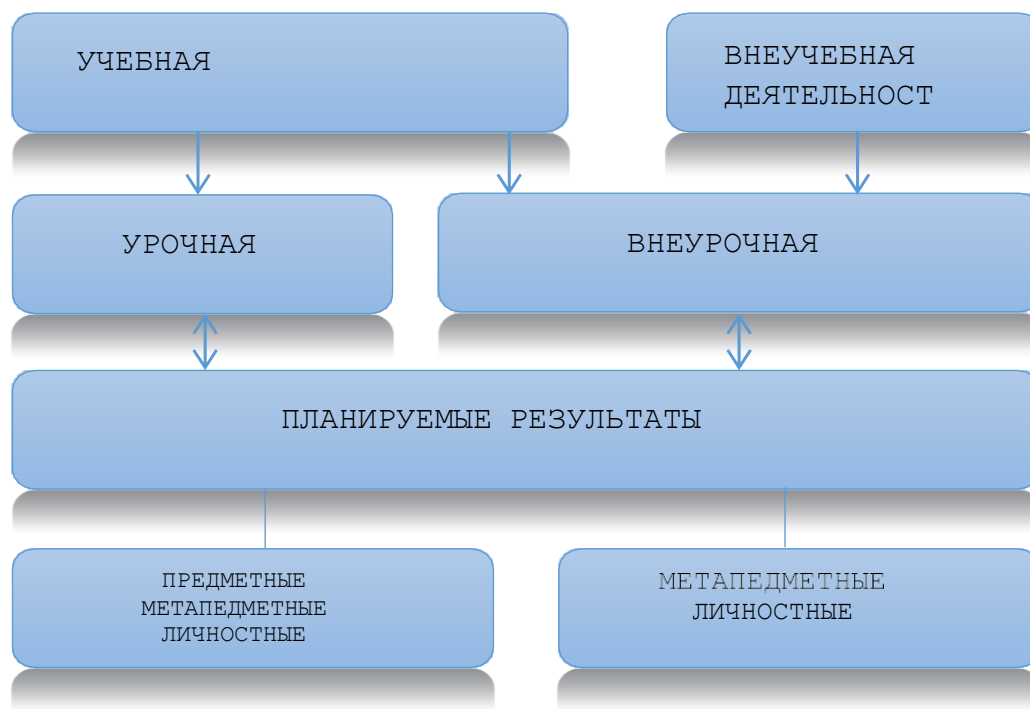 УЧЕБНАЯ
ВНЕУЧЕБНАЯ
ДЕЯТЕЛЬНОСТ
УРОЧНАЯ
ВНЕУРОЧНАЯ
ПЛАНИРУЕМЫЕ РЕЗУЛЬТАТЫ
ПРЕДМЕТНЫЕ
МЕТАПЕДМЕТНЫЕ
ЛИЧНОСТНЫЕ
МЕТАПЕДМЕТНЫЕ
ЛИЧНОСТНЫЕ